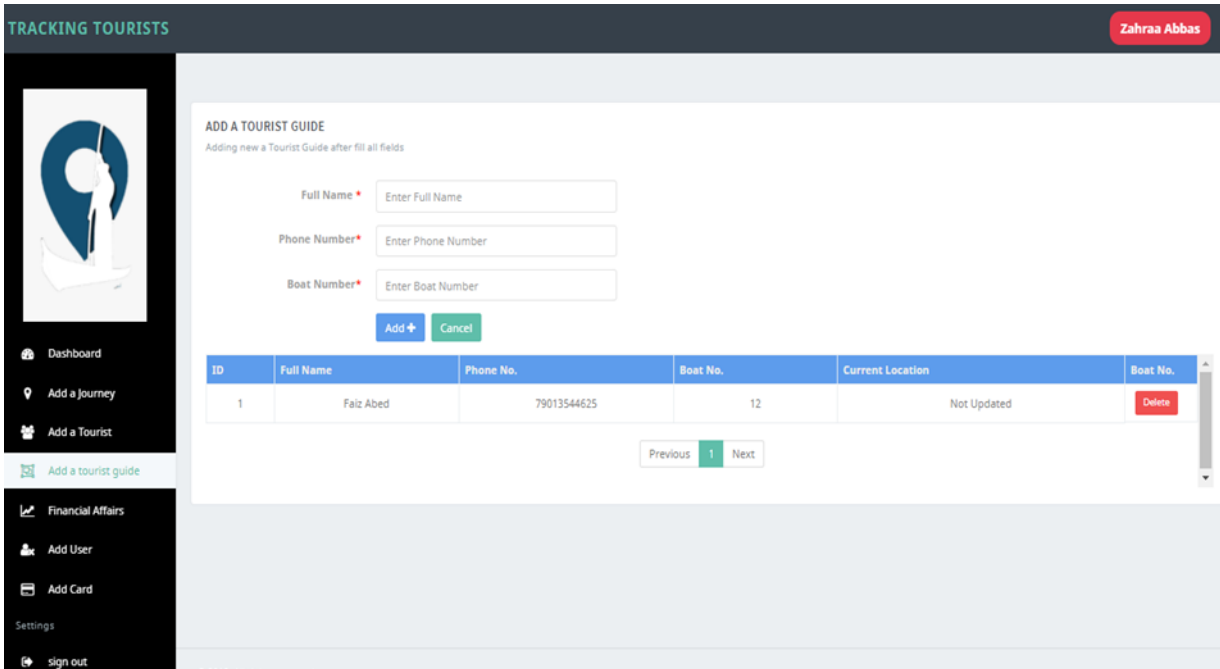 TRACKING TOURISTS
Zahraa Abbas
Dashboard
Add a Journey
Add a Tourist
Add a tourist guide
Financial Affairs
Add User
Add Card
Settings
sign out
ADD A TOURIST GUIDE
Adding new a Tourist Guide after fill all fields
Full Name * Enter Full Name
Phone Number* Enter Phone Number
Boat Number* Enter Boat Number
Add + Cancel
ID Full Name Phone No. Boat No. Current Location Boat No.
1 Faiz Abed 79013544625 12 Not Updated Delete
Previous 1 Next